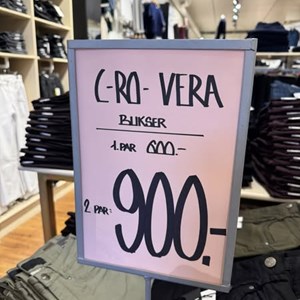 C-RO- VERA
BUKSER
1. PAR 600.-
2. PAR: 900.-